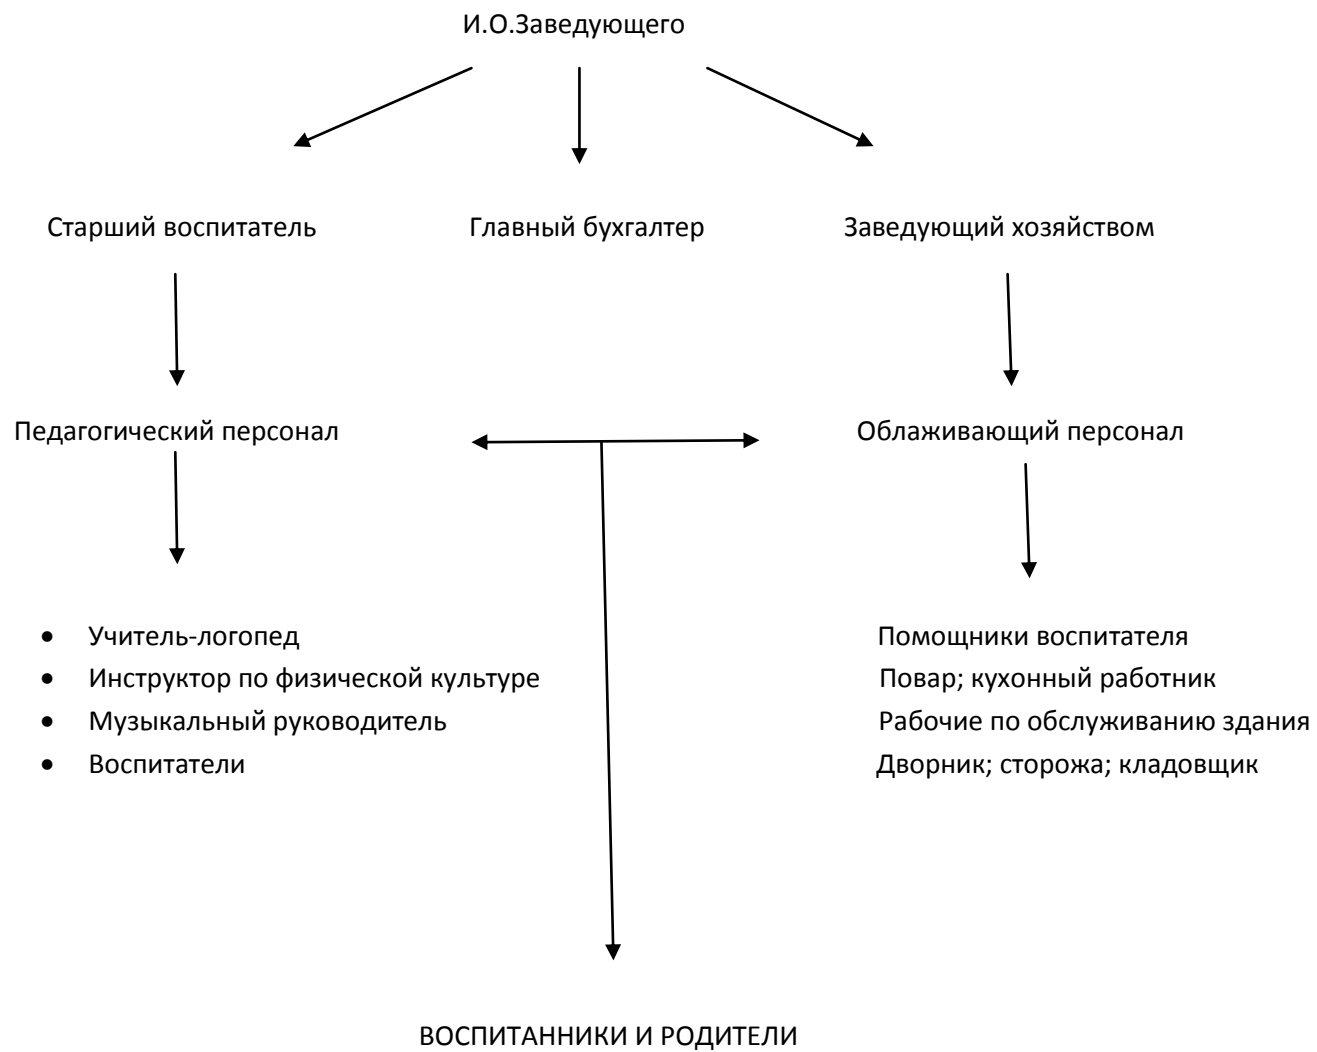 И.О.Заведующего
Старший воспитатель Главный бухгалтер Заведующий хозяйством
Педагогический персонал Облаживающий персонал
• Учитель-логопед Помощники воспитателя
• Инструктор по физической культуре Повар; кухонный работник
• Музыкальный руководитель Рабочие по обслуживанию здания
• Воспитатели Дворник; сторожа; кладовщик
ВОСПИТАННИКИ И РОДИТЕЛИ